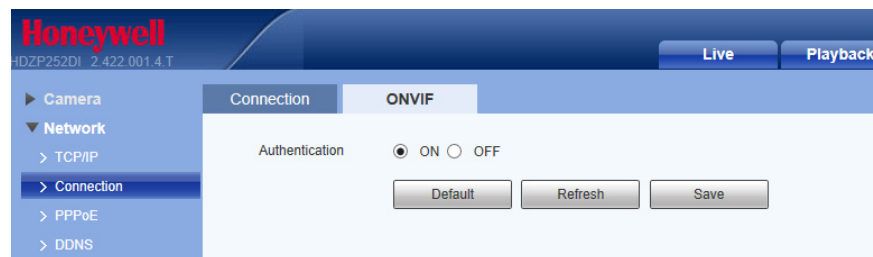 Honeywell
HDZP252DI 2.422.001.4.T
Live Playback
Camera
Connection ONVIF
Network
Authentication ON OFF
> TCP/IP
> Connection
Default Refresh Save
> PPPoE
> DDNS